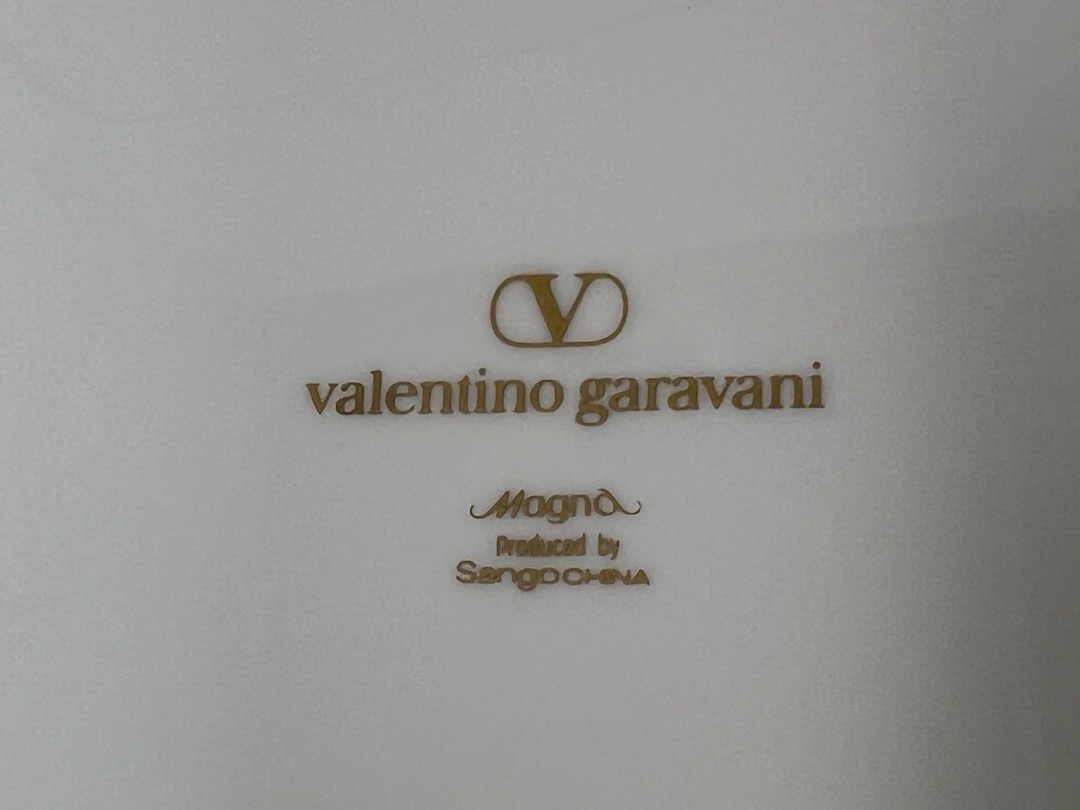 V
valentino garavani
Magna
Produced by
Sango CHINA